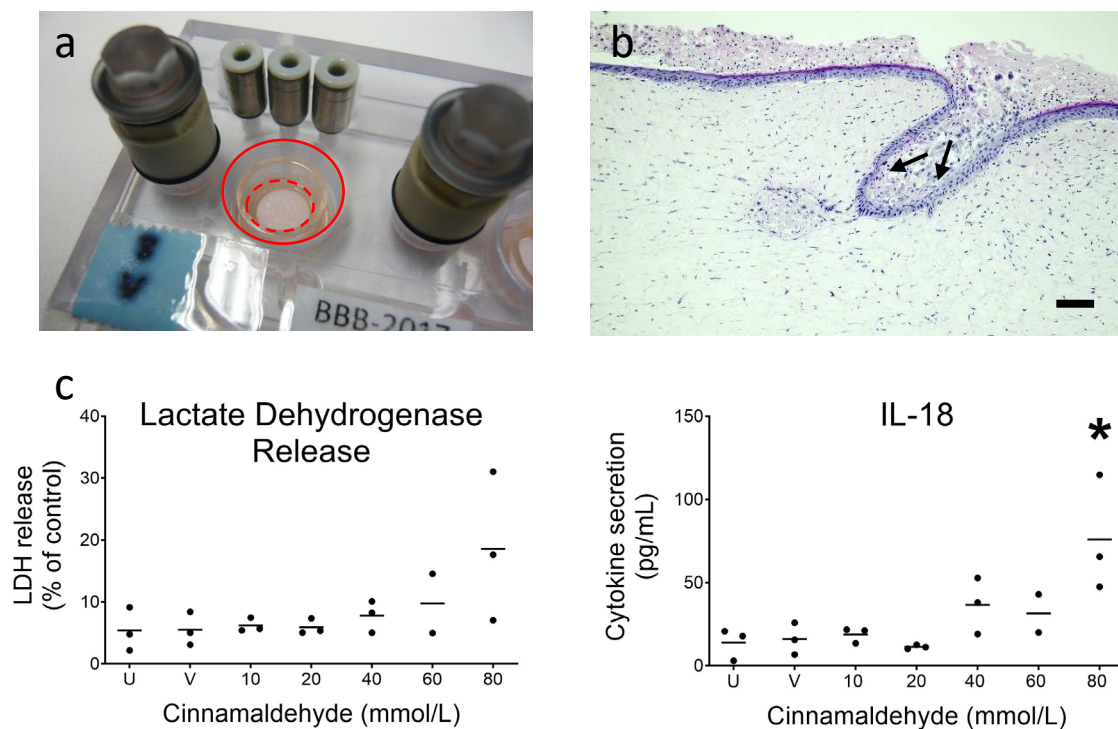 a
b
BBB-2017
c
Lactate Dehydrogenase
Release
LDH release
(% of control)
40
30
20
10
0
U V 10 20 40 60 80
Cinnamaldehyde (mmol/L)
IL-18
*
Cytokine secretion
(pg/mL)
150
100
50
0
U V 10 20 40 60 80
Cinnamaldehyde (mmol/L)